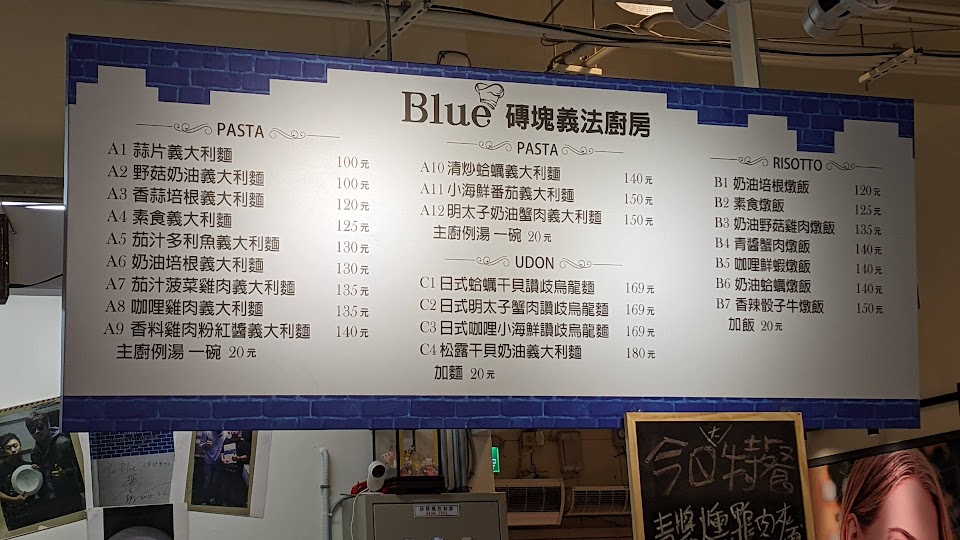 Blue 磚塊義法廚房
PASTA
A1 蒜片義大利麵 100元
A2 野菇奶油義大利麵 100元
A3 香蒜培根義大利麵 120元
A4 素食義大利麵 125元
A5 茄汁多利魚義大利麵 130元
A6 奶油培根義大利麵 130元
A7 茄汁菠菜雞肉義大利麵 135元
A8 咖哩雞肉義大利麵 135元
A9 香料雞肉粉紅醬義大利麵 140元
主廚例湯 一碗 20元
PASTA
A10 清炒蛤蠣義大利麵 140元
A11 小海鮮番茄義大利麵 150元
A12 明太子奶油蟹肉義大利麵 150元
主廚例湯 一碗 20元
UDON
C1 日式蛤蠣干貝讚歧烏龍麵 169元
C2 日式明太子蟹肉讚歧烏龍麵 169元
C3 日式咖哩小海鮮讚歧烏龍麵 169元
C4 松露干貝奶油義大利麵 180元
加麵 20元
RISOTTO
B1 奶油培根燉飯 120元
B2 素食燉飯 125元
B3 奶油野菇雞肉燉飯 135元
B4 青醬蟹肉燉飯 140元
B5 咖哩鮮蝦燉飯 140元
B6 奶油蛤蠣燉飯 140元
B7 香辣骰子牛燉飯 150元
加飯 20元
今日特餐
青醬燻雞肉